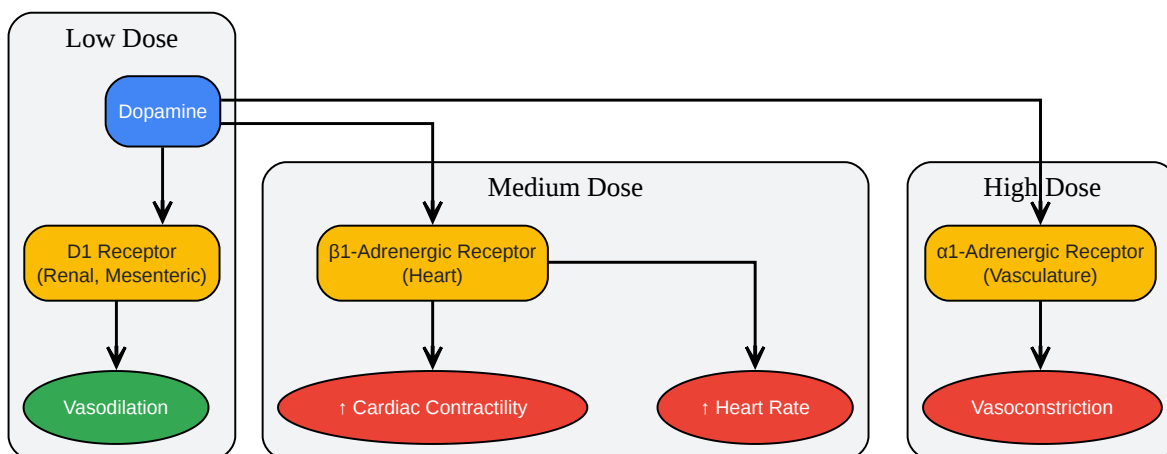 Low Dose
Dopamine
Medium Dose
High Dose
D1 Receptor
(Renal, Mesenteric)
β1-Adrenergic Receptor
(Heart)
α1-Adrenergic Receptor
(Vasculature)
Vasodilation
↑ Cardiac Contractility
↑ Heart Rate
Vasoconstriction